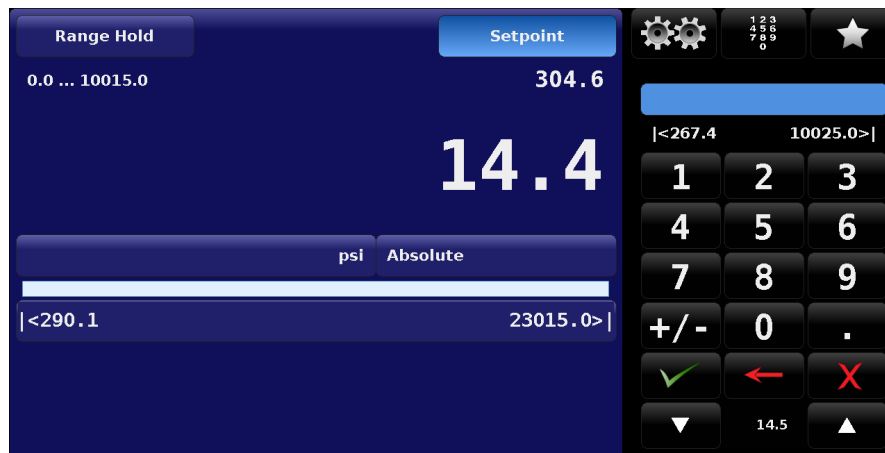 Range Hold
Setpoint
1 2 3
4 5 6
7 8 9
0
0.0 ... 10015.0
304.6
14.4
psi
Absolute
|<290.1
23015.0>|
|<267.4
10025.0>|
1
2
3
4
5
6
7
8
9
+/-
0
.
14.5